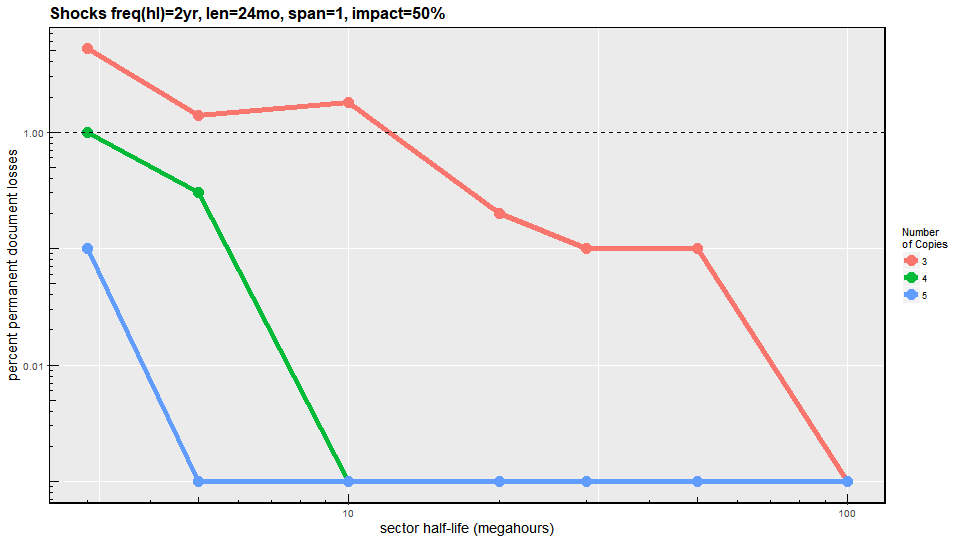 Shocks freq(hl)=2yr, len=24mo, span=1, impact=50%
percent permanent document losses
1.00
0.01
10
100
sector half-life (megahours)
Number
of Copies
3
4
5